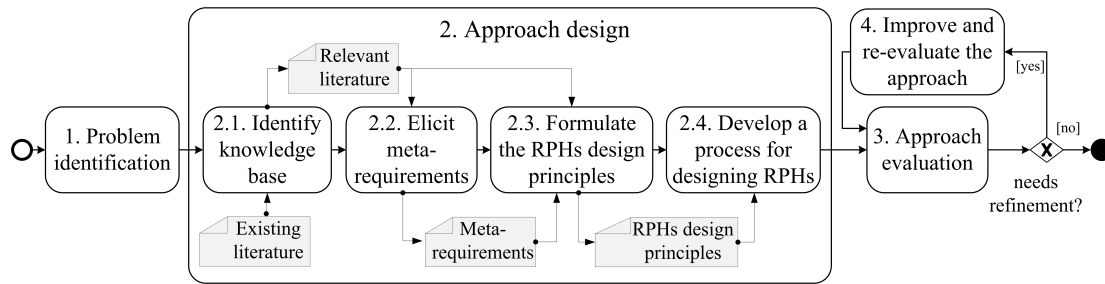 2. Approach design
4. Improve and
re-evaluate the
approach
Relevant
literature
[yes]
1. Problem
identification
2.1. Identify
knowledge
base
2.2. Elicit
meta-
requirements
2.3. Formulate
the RPHs design
principles
2.4. Develop a
process for
designing RPHs
3. Approach
evaluation
[no]
X
needs
refinement?
Existing
literature
Meta-
requirements
RPHs design
principles